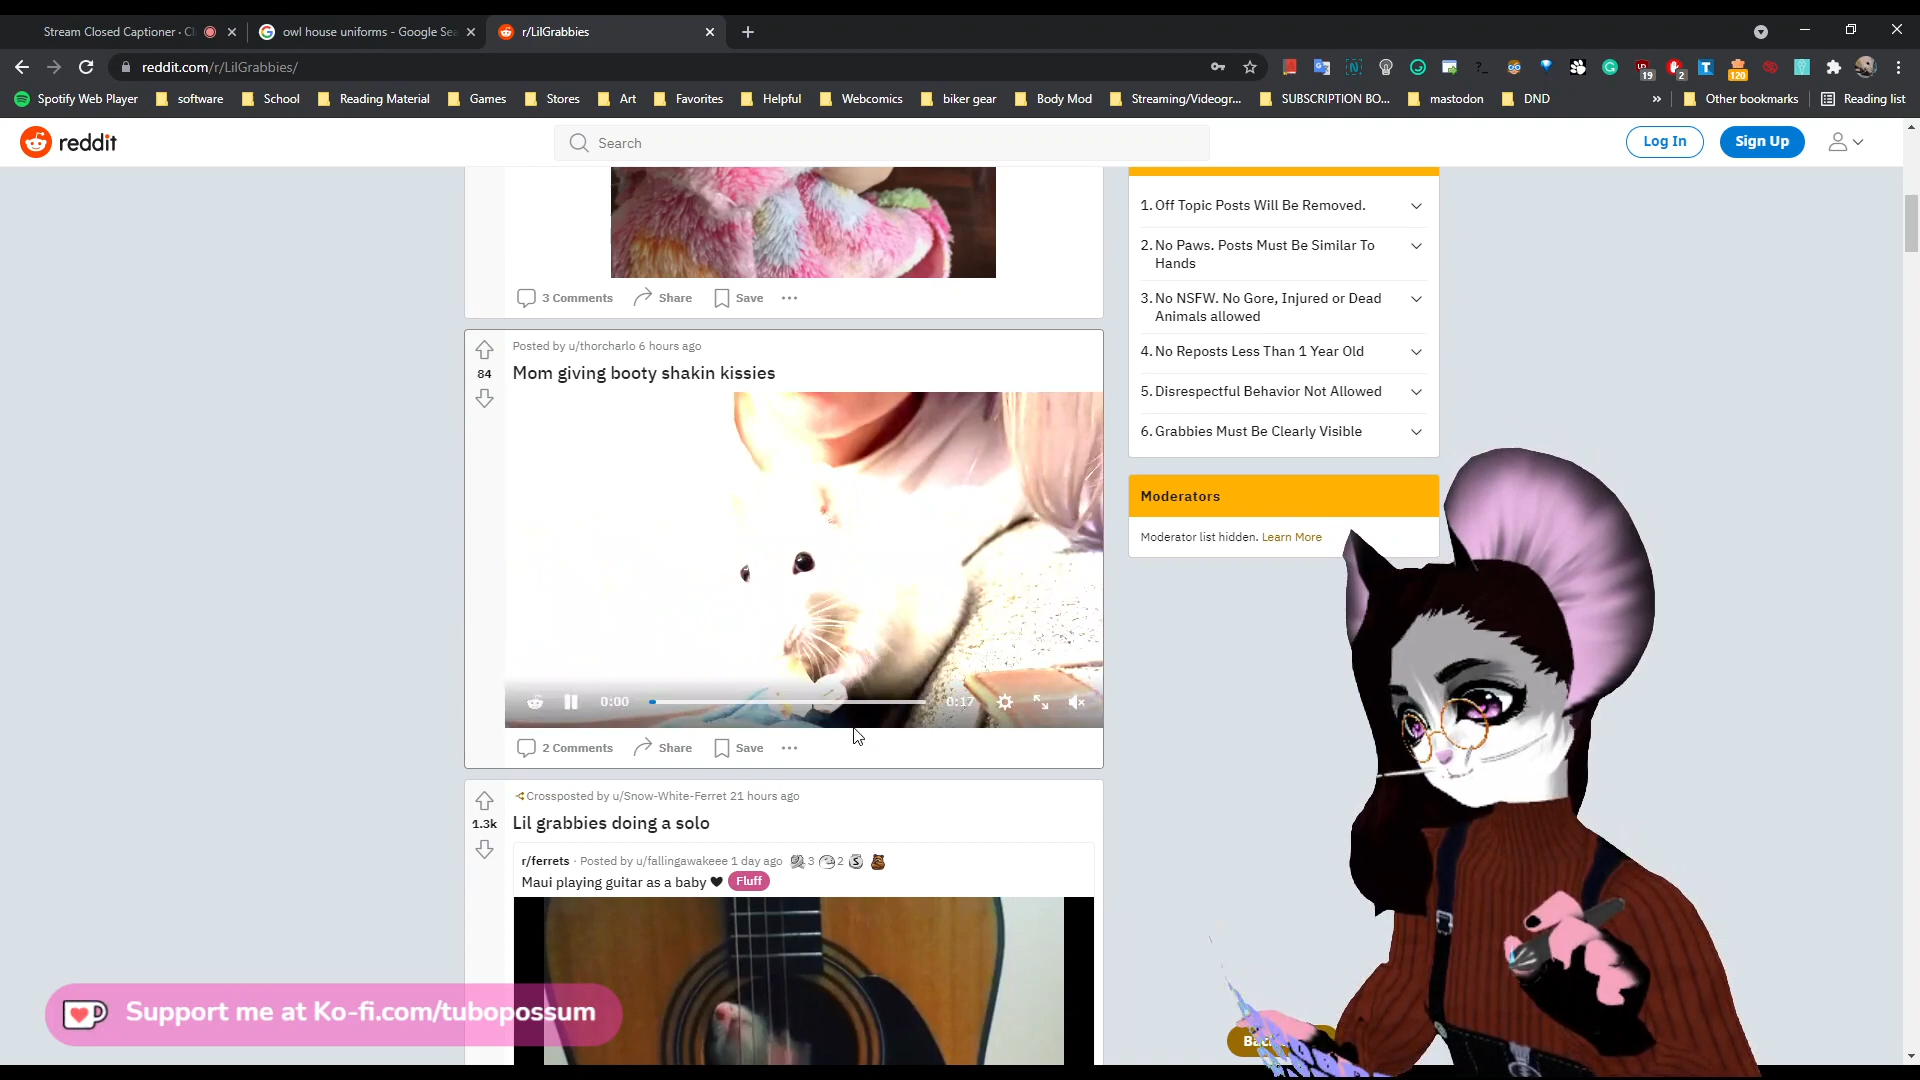 Stream Closed Captioner · Cl
owl house uniforms - Google Sea
r/LilGrabbies
reddit.com/r/LilGrabbies/
19
2
120
Spotify Web Player
software
School
Reading Material
Games
Stores
Art
Favorites
Helpful
Webcomics
biker gear
Body Mod
Streaming/Videogr...
SUBSCRIPTION BO...
mastodon
DND
»
Other bookmarks
Reading list
reddit
Search
Log In
Sign Up
3 Comments
Share
Save
Posted by u/thorcharlo 6 hours ago
84
Mom giving booty shakin kissies
0:00
0:17
2 Comments
Share
Save
Crossposted by u/Snow-White-Ferret 21 hours ago
1.3k
Lil grabbies doing a solo
r/ferrets · Posted by u/fallingawakeee 1 day ago 3 2
Maui playing guitar as a baby Fluff
1. Off Topic Posts Will Be Removed.
2. No Paws. Posts Must Be Similar To
Hands
3. No NSFW. No Gore, Injured or Dead
Animals allowed
4. No Reposts Less Than 1 Year Old
5. Disrespectful Behavior Not Allowed
6. Grabbies Must Be Clearly Visible
Moderators
Moderator list hidden. Learn More
Support me at Ko-fi.com/tubopossum